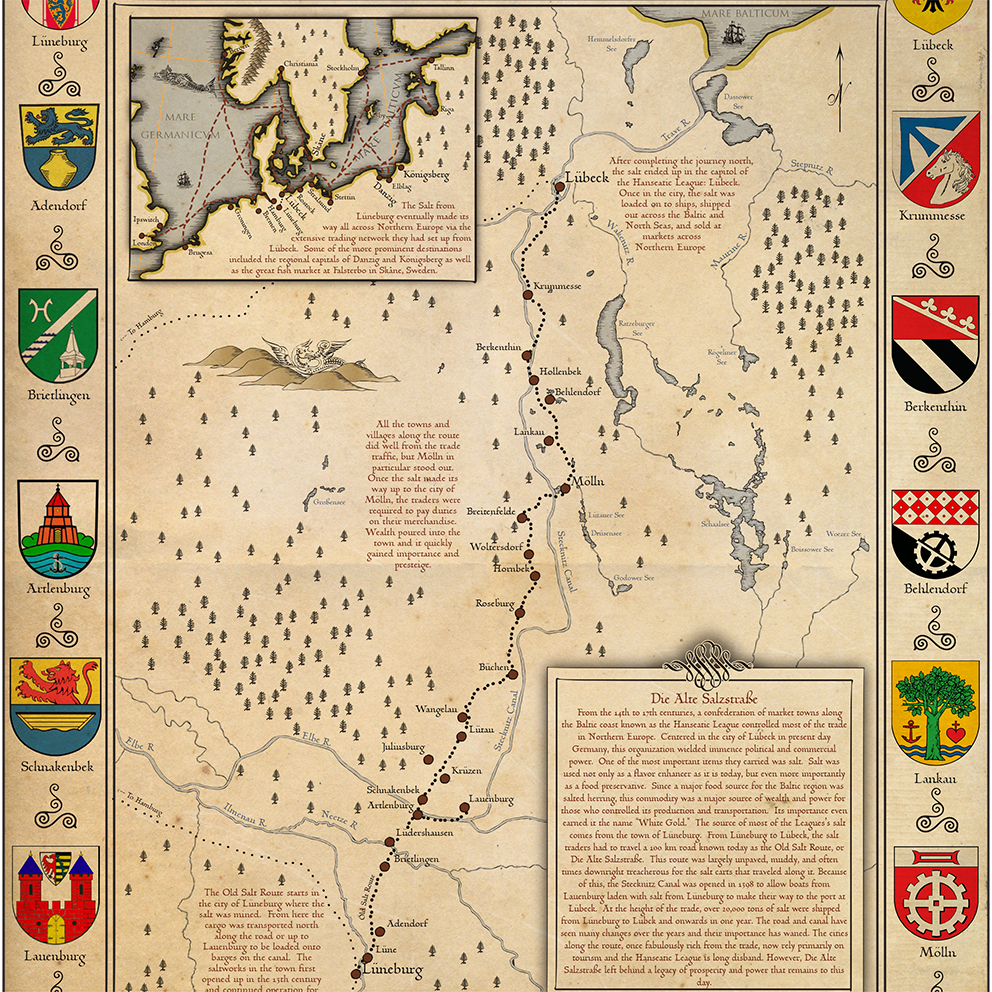 Lüneburg
Adendorf
Brietlingen
Artlenburg
Schnakenbek
Lauenburg
Lübeck
Krummesse
Berkenthin
Behlendorf
Lankau
Mölln
MARE
GERMANICVM
MARE BALTICVM
Christiania
Stockholm
Tallinn
Riga
Skåne
Königsberg
Elblag
Danzig
Stettin
Stralsund
Rostock
Lübeck
Lüneburg
Hamburg
Bremen
Groningen
Brugesa
Ipswitch
London
The Salt from
Lüneburg eventually made its
way all across Northern Europe via the
extensive trading network they had set up from
Lübeck. Some of the more prominent destinations
included the regional capitals of Danzig and Königsberg as well
as the great fish market at Falsterbo in Skåne, Sweden.
MARE BALTICUM
Hemmelsdorfer
See
Dassower
See
Trave R.
Stepnitz R.
Wakenitz R.
Maurine R.
N
Lübeck
After completing the journey north,
the salt ended up in the capitol of
the Hanseatic League: Lübeck.
Once in the city, the salt was
loaded on to ships, shipped
out across the Baltic and
North Seas, and sold at
markets across
Northern Europe
To Hamburg
Krummesse
Ratzeburger
See
Berkenthin
Rögeliner
See
Hollenbek
Behlendorf
Lankau
Mölln
All the towns and
villages along the route
did well from the trade
traffic, but Mölln in
particular stood out.
Once the salt made its
way up to the city of
Mölln, the traders were
required to pay duties
on their merchandise.
Wealth poured into the
town and it quickly
gained importance and
presteige.
Großensee
Breitenfelde
Lütauer See
Drüsensee
Schaalsee
Woezer See
Boissower See
Woltersdorf
Hornbek
Stecknitz Canal
Godower See
Roseburg
Büchen
Wangelau
Lütau
Stecknitz Canal
Juliusburg
Krüzen
Elbe R.
Elbe R.
Schnakenbek
Artlenburg
Lauenburg
To Hamburg
Ilmenau R.
Neetze R.
Lüdershausen
Brietlingen
Old Salt Route
Adendorf
Lüne
Lüneburg
The Old Salt Route starts in
the city of Lüneburg where the
salt was mined. From here the
cargo was transported north
along the road or up to
Lauenburg to be loaded onto
barges on the canal. The
saltworks in the town first
opened up in the 13th century
and continued operation for
Die Alte Salzstraße
From the 14th to 17th centuries, a confederation of market towns along
the Baltic coast known as the Hanseatic League controlled most of the trade
in Northern Europe. Centered in the city of Lübeck in present day
Germany, this organization wielded immence political and commercial
power. One of the most important items they carried was salt. Salt was
used not only as a flavor enhancer as it is today, but even more importantly
as a food preservative. Since a major food source for the Baltic region was
salted herring, this commodity was a major source of wealth and power for
those who controlled its production and transportation. Its importance even
earned it the name "White Gold." The source of most of the Leagues's salt
comes from the town of Lüneburg. From Lüneburg to Lübeck, the salt
traders had to travel a 100 km road known today as the Old Salt Route, or
Die Alte Salzstraße. This route was largely unpaved, muddy, and often
times downright treacherous for the salt carts that traveled along it. Because
of this, the Stecknitz Canal was opened in 1398 to allow boats from
Lauenburg laden with salt from Lüneburg to make their way to the port at
Lübeck. At the height of the trade, over 20,000 tons of salt were shipped
from Lüneburg to Lübek and onwards in one year. The road and canal have
seen many changes over the years and their importance has waned. The cities
along the route, once fabulously rich from the trade, now rely primarily on
tourism and the Hanseatic League is long disband. However, Die Alte
Salzstraße left behind a legacy of prosperity and power that remains to this
day.